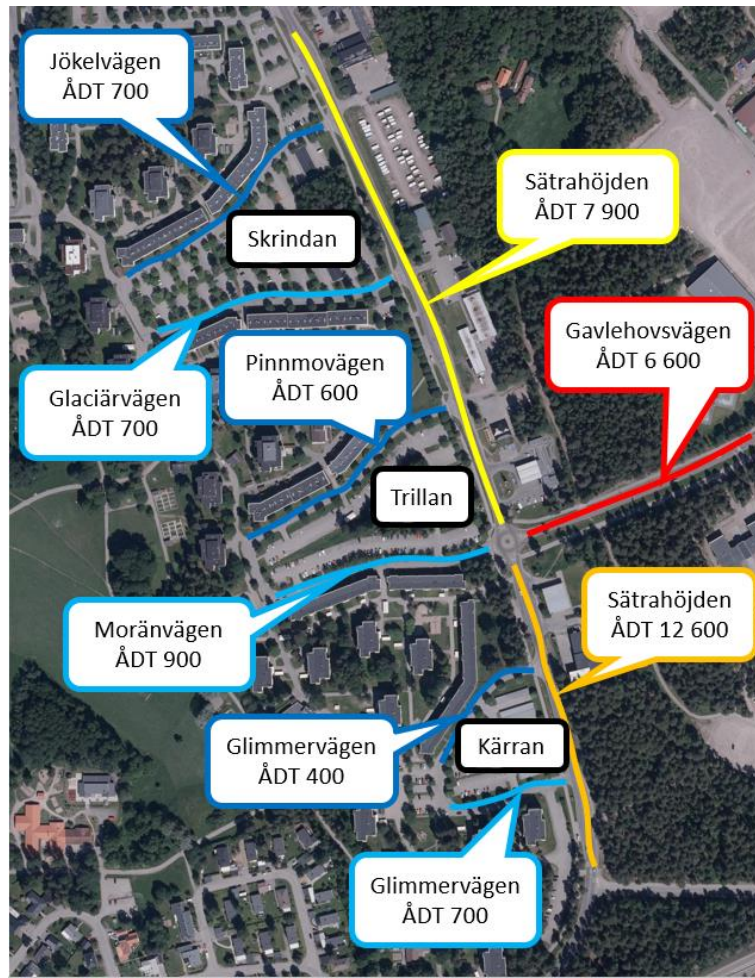 Jökelvägen
ÅDT 700
Sätrahöjden
ÅDT 7 900
Skrindan
Gavlehovsvägen
ÅDT 6 600
Pinnmovägen
ÅDT 600
Glaciärvägen
ÅDT 700
Trillan
Moränvägen
ÅDT 900
Sätrahöjden
ÅDT 12 600
Glimmervägen
ÅDT 400
Kärran
Glimmervägen
ÅDT 700